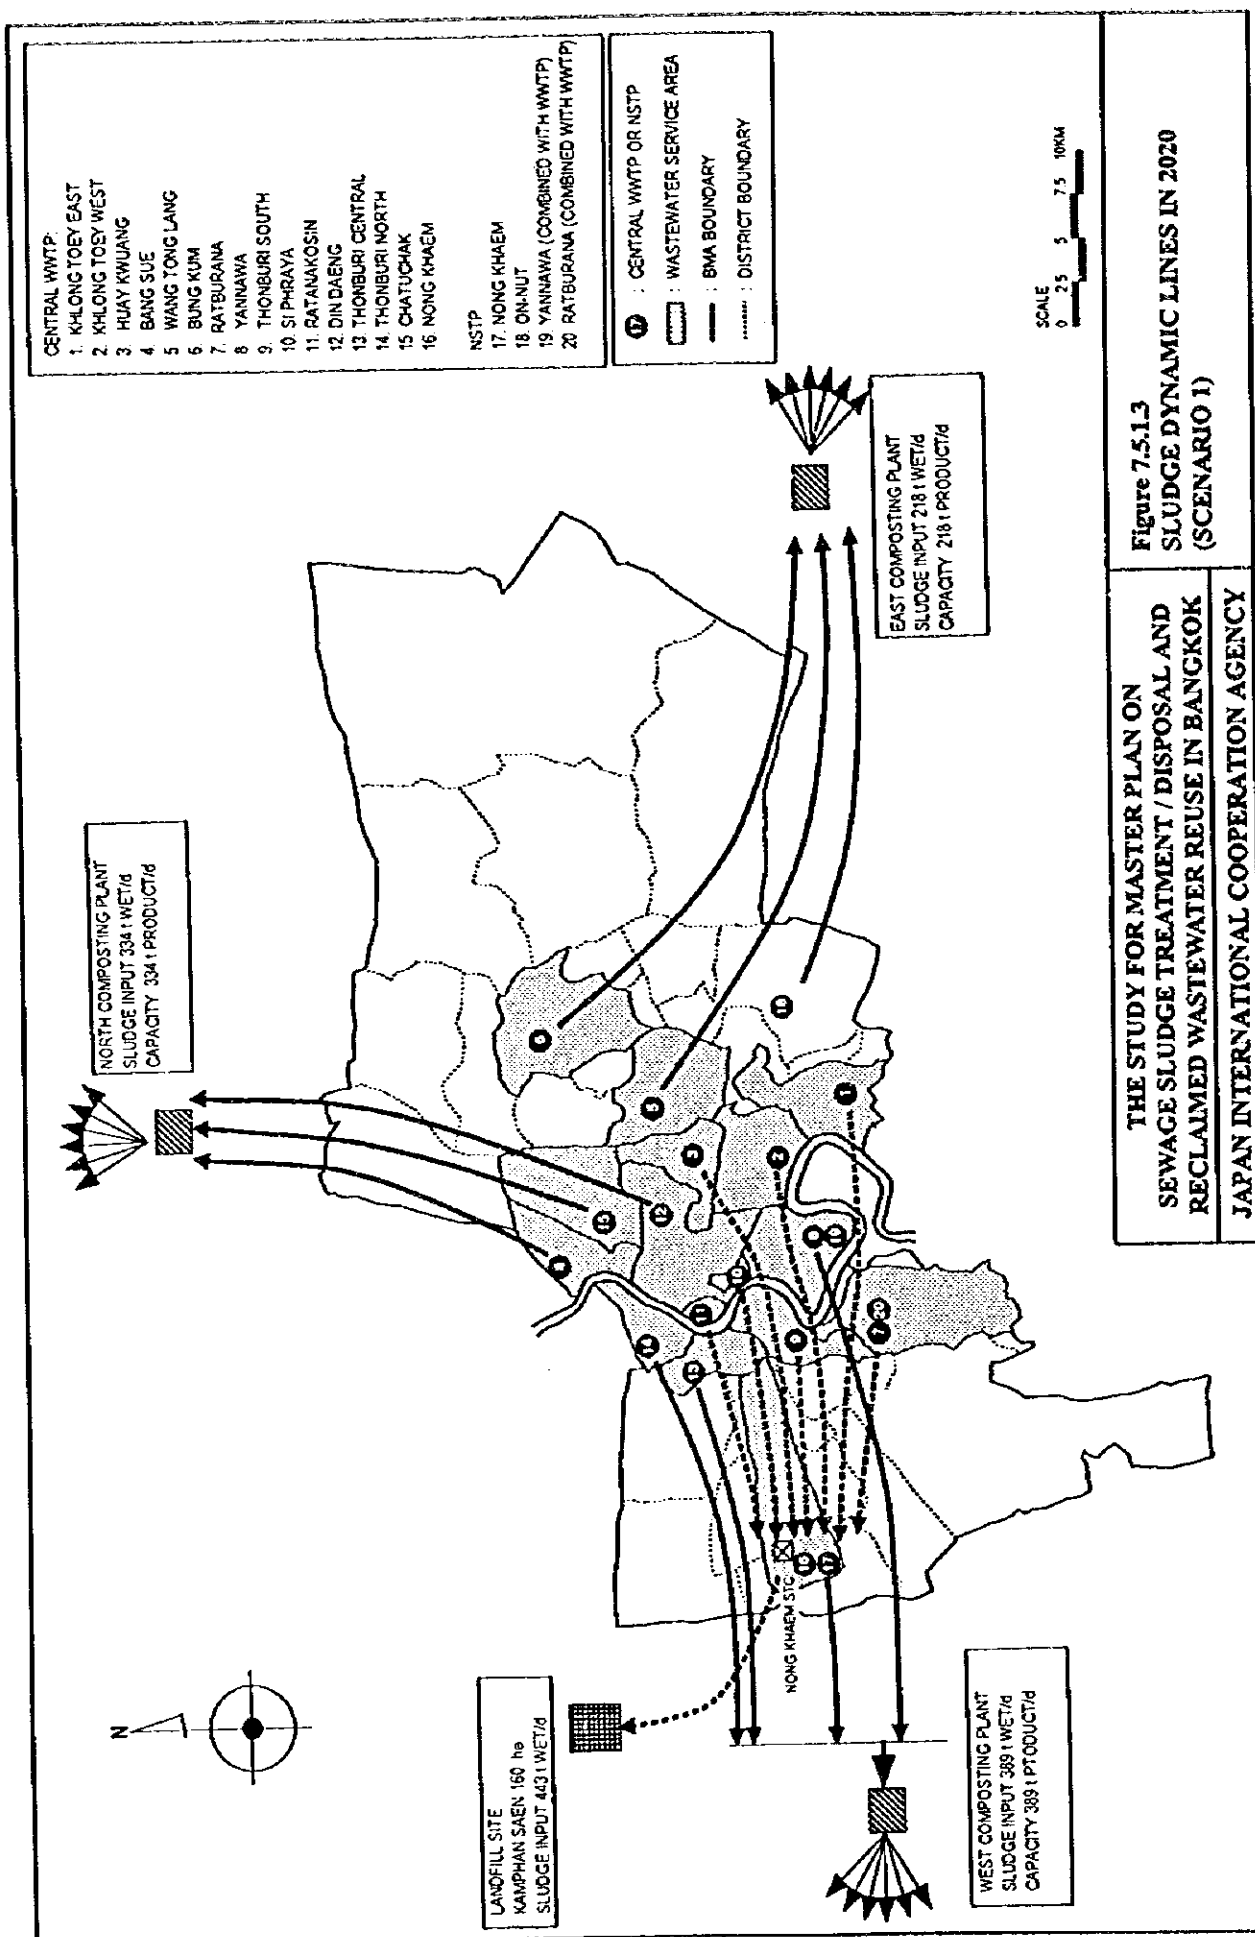 CENTRAL WWTP:
1. KHLONG TOEY EAST
2. KHLONG TOEY WEST
3. HUAY KWUANG
4. BANG SUE
5 WANG TONG LANG
6. BUNG KUM
7. RATBURANA
8 YANNAWA
9. THONBURI SOUTH
10. SI PHRAYA
11. RATANAKOSIN
12. DIN DAENG
13. THONBURI CENTRAL
14. THONBURI NORTH
15 CHATUCHAK
16. NONG KHAEM
NSTP
17. NONG KHAEM
18. ON-NUT
19. YANNAWA (COMBINED WITH WWTP)
20 RATBURANA (COMBINED WITH WWTP)
17 : CENTRAL WWTP OR NSTP
: WASTEWATER SERVICE AREA
: BMA BOUNDARY
: DISTRICT BOUNDARY
N
NORTH COMPOSTING PLANT
SLUDGE INPUT 334 t WET/d
CAPACITY 334 t PRODUCT/d
LANDFILL SITE
KAMPHAN SAEN 160 ha
SLUDGE INPUT 443 t WET/d
NONG KHAEM STC
WEST COMPOSTING PLANT
SLUDGE INPUT 389 t WET/d
CAPACITY 389 t PTODUCT/d
EAST COMPOSTING PLANT
SLUDGE INPUT 218 t WET/d
CAPACITY 218 t PRODUCT/d
SCALE
0 2.5 5 7.5 10KM
THE STUDY FOR MASTER PLAN ON
SEWAGE SLUDGE TREATMENT / DISPOSAL AND
RECLAIMED WASTEWATER REUSE IN BANGKOK
JAPAN INTERNATIONAL COOPERATION AGENCY
Figure 7.5.1.3
SLUDGE DYNAMIC LINES IN 2020
(SCENARIO 1)